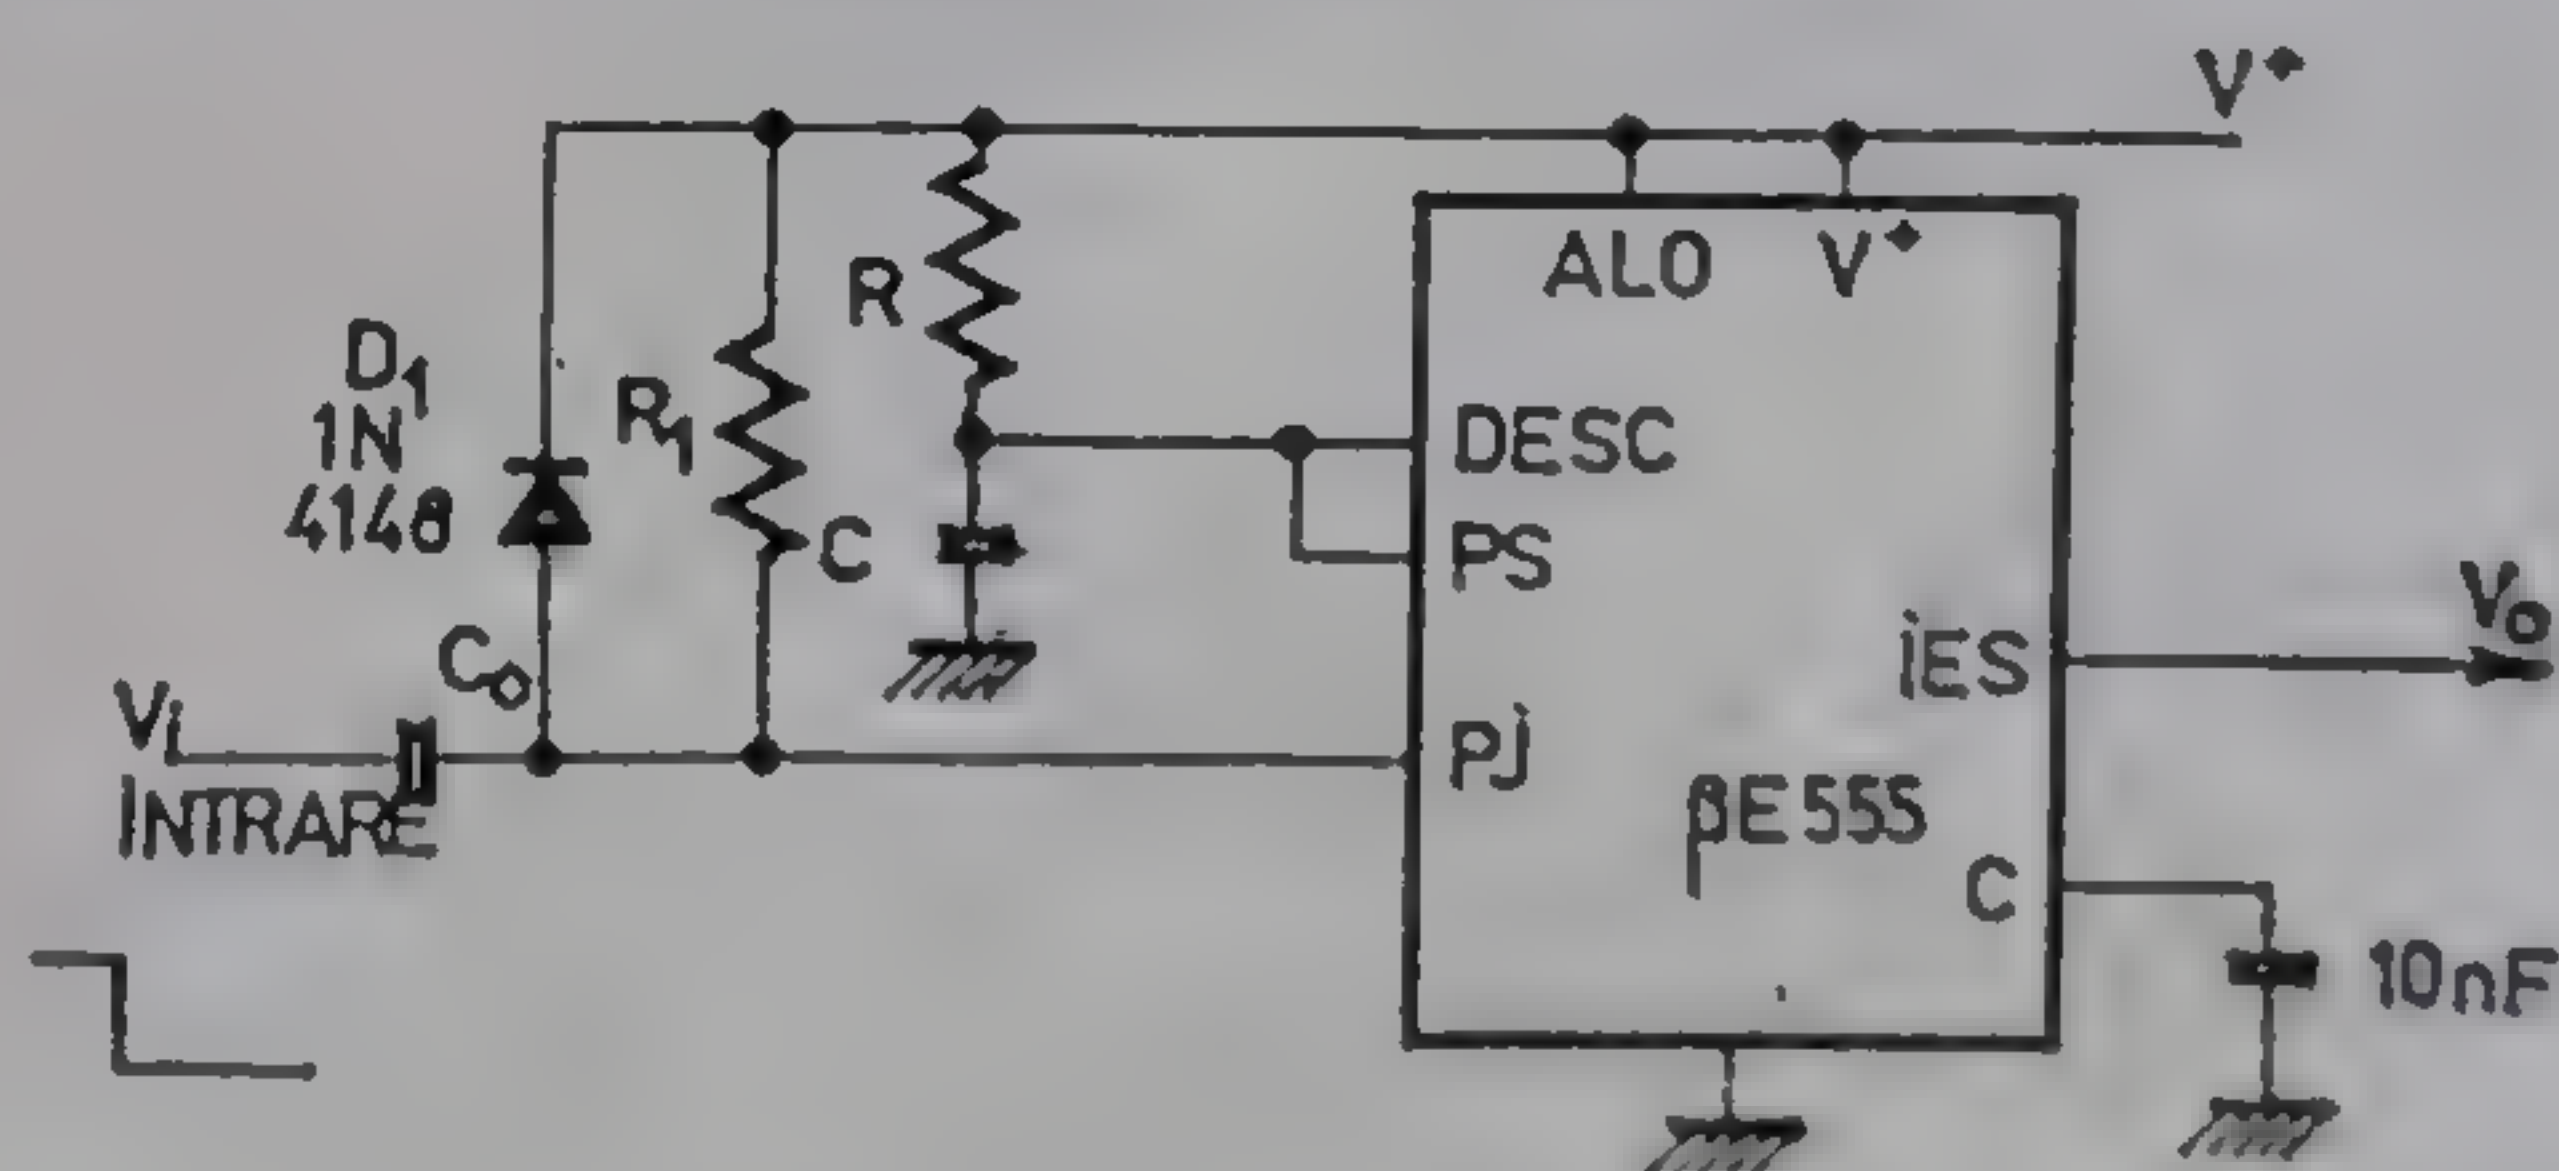 V+
ALO V+
R
D1
1N
4148
R1
DESC
C
PS
Co
IES
Vo
Vi
PJ
INTRARE
βE555
C
10nF